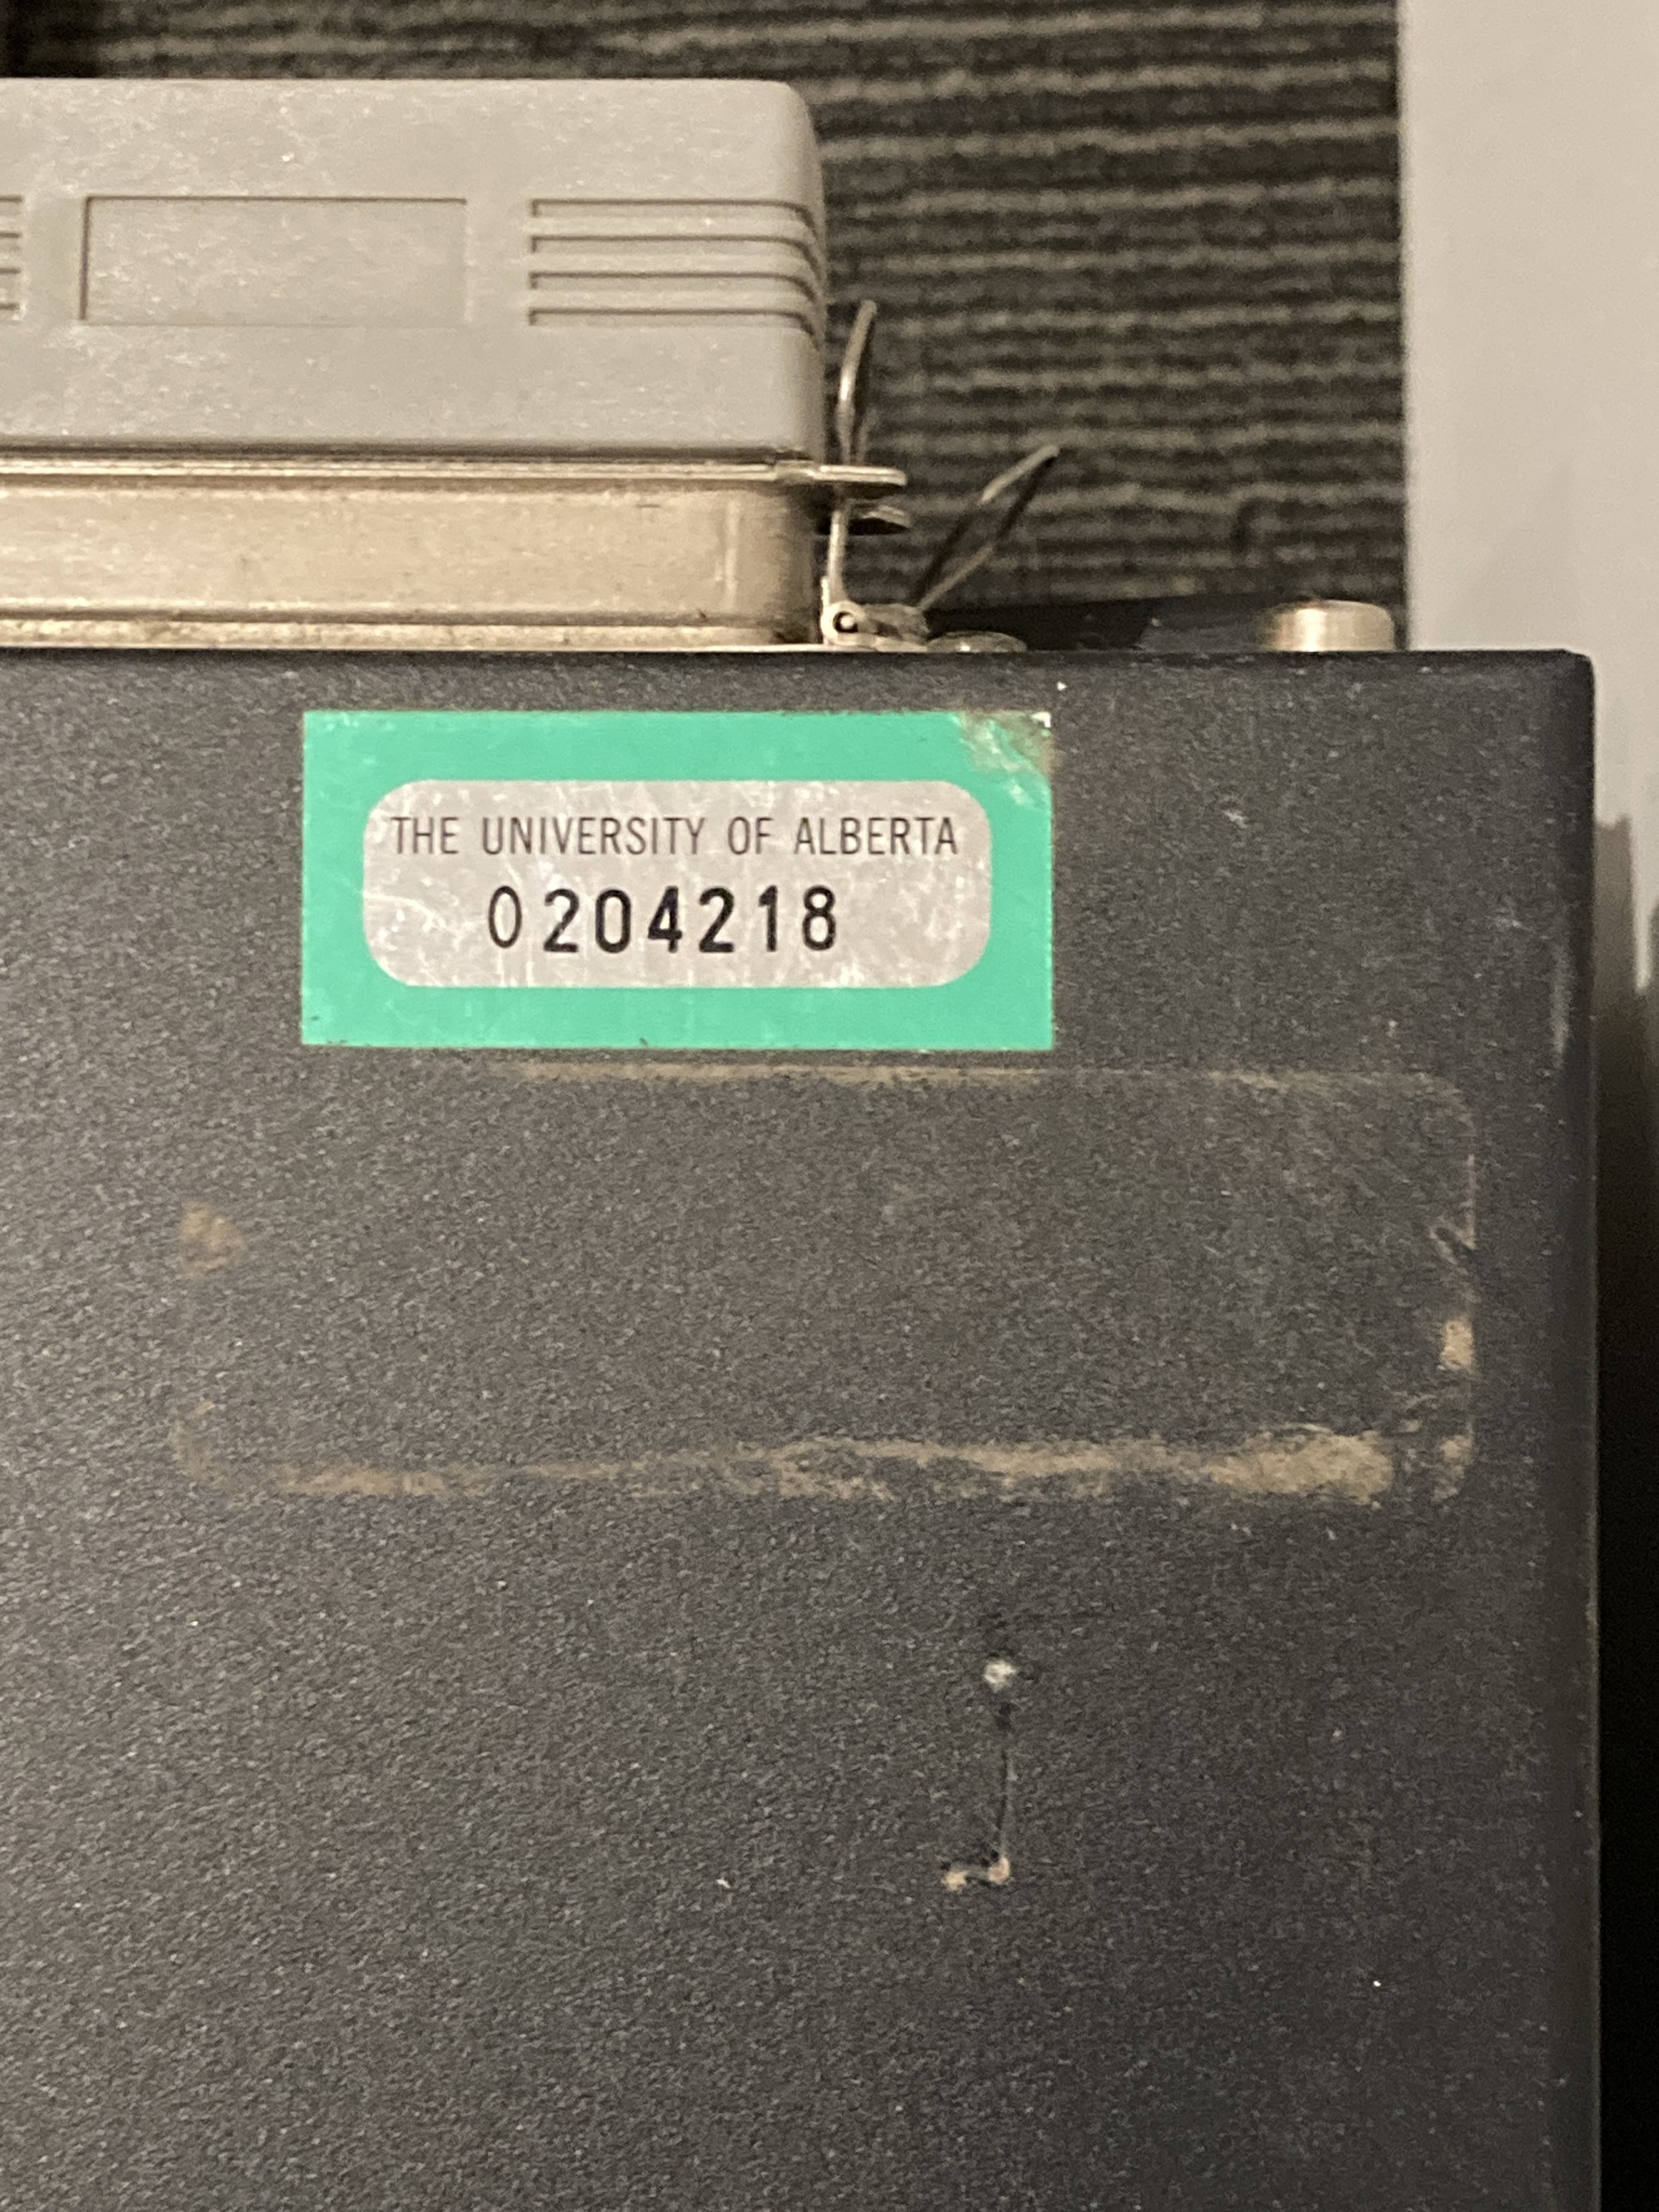 THE UNIVERSITY OF ALBERTA
0204218